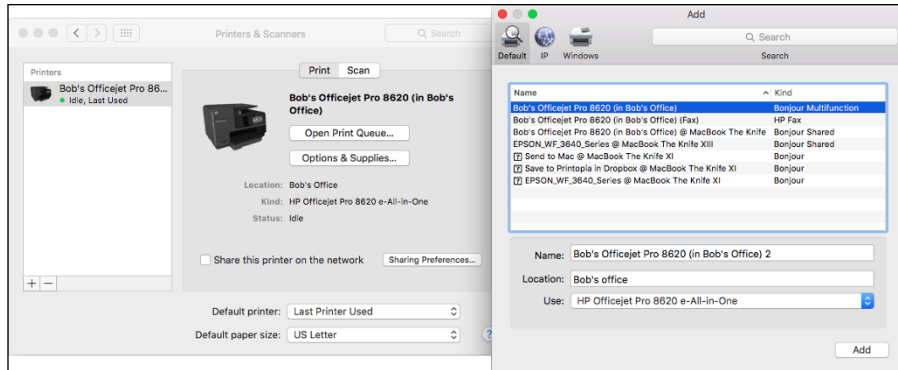 Printers & Scanners
Search
Printers
Bob's Officejet Pro 86...
Idle, Last Used
Print Scan
Bob's Officejet Pro 8620 (in Bob's
Office)
Open Print Queue...
Options & Supplies...
Location: Bob's Office
Kind: HP Officejet Pro 8620 e-All-in-One
Status: Idle
Share this printer on the network Sharing Preferences...
+ −
Default printer: Last Printer Used
Default paper size: US Letter
?
Add
Default IP Windows
Search
Search
Name Kind
Bob's Officejet Pro 8620 (in Bob's Office) Bonjour Multifunction
Bob's Officejet Pro 8620 (in Bob's Office) (Fax) HP Fax
Bob's Officejet Pro 8620 (in Bob's Office) @ MacBook The Knife Bonjour Shared
EPSON_WF_3640_Series @ MacBook The Knife XIII Bonjour Shared
? Send to Mac @ MacBook The Knife XI Bonjour
? Save to Printopia in Dropbox @ MacBook The Knife XI Bonjour
? EPSON_WF_3640_Series @ MacBook The Knife XI Bonjour
Name: Bob's Officejet Pro 8620 (in Bob's Office) 2
Location: Bob's office
Use: HP Officejet Pro 8620 e-All-in-One
Add